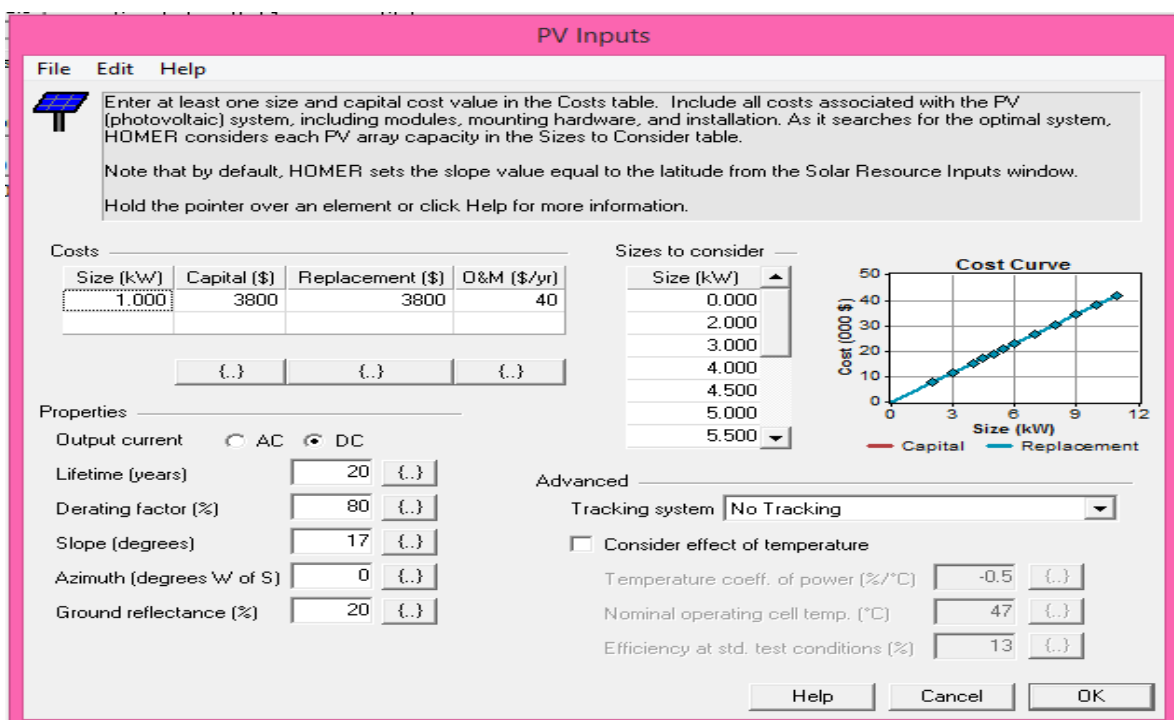 PV Inputs
File Edit Help
Enter at least one size and capital cost value in the Costs table. Include all costs associated with the PV
(photovoltaic) system, including modules, mounting hardware, and installation. As it searches for the optimal system,
HOMER considers each PV array capacity in the Sizes to Consider table.
Note that by default, HOMER sets the slope value equal to the latitude from the Solar Resource Inputs window.
Hold the pointer over an element or click Help for more information.
Costs
Size (kW) Capital ($) Replacement ($) O&M ($/yr)
1.000 3800 3800 40
{..} {..} {..}
Sizes to consider
Size (kW)
0.000
2.000
3.000
4.000
4.500
5.000
5.500
Cost Curve
50
40
30
20
10
0
Cost (000 $)
0 3 6 9 12
Size (kW)
Capital Replacement
Properties
Output current AC DC
Lifetime (years) 20 {..}
Derating factor (%) 80 {..}
Slope (degrees) 17 {..}
Azimuth (degrees W of S) 0 {..}
Ground reflectance (%) 20 {..}
Advanced
Tracking system No Tracking
Consider effect of temperature
Temperature coeff. of power (%/°C) -0.5 {..}
Nominal operating cell temp. (°C) 47 {..}
Efficiency at std. test conditions (%) 13 {..}
Help Cancel OK